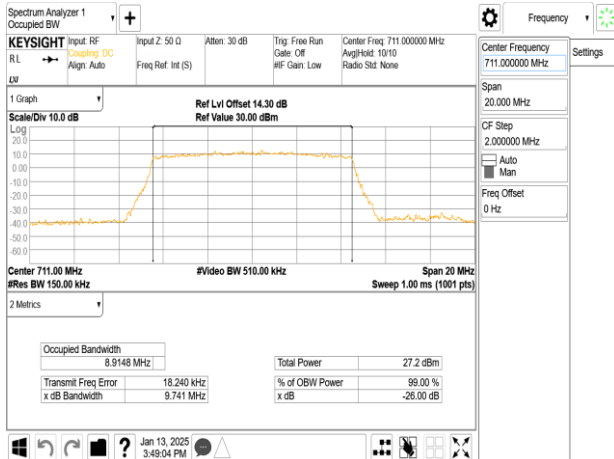 Spectrum Analyzer 1
Occupied BW
+
Frequency
KEYSIGHT
RL
LXI
Input: RF
Coupling: DC
Align: Auto
Input Z: 50 Ω
Freq Ref: Int (S)
Atten: 30 dB
Trig: Free Run
Gate: Off
#IF Gain: Low
Center Freq: 711.000000 MHz
Avg|Hold: 10/10
Radio Std: None
Center Frequency
711.000000 MHz
Settings
Span
20.000 MHz
CF Step
2.000000 MHz
Auto
Man
Freq Offset
0 Hz
1 Graph
Scale/Div 10.0 dB
Ref Lvl Offset 14.30 dB
Ref Value 30.00 dBm
Log
20.0
10.0
0.00
-10.0
-20.0
-30.0
-40.0
-50.0
-60.0
Center 711.00 MHz
#Video BW 510.00 kHz
Span 20 MHz
#Res BW 150.00 kHz
Sweep 1.00 ms (1001 pts)
2 Metrics
Occupied Bandwidth
8.9148 MHz
Total Power 27.2 dBm
Transmit Freq Error 18.240 kHz
% of OBW Power 99.00 %
x dB Bandwidth 9.741 MHz
x dB -26.00 dB
?
Jan 13, 2025
3:49:04 PM